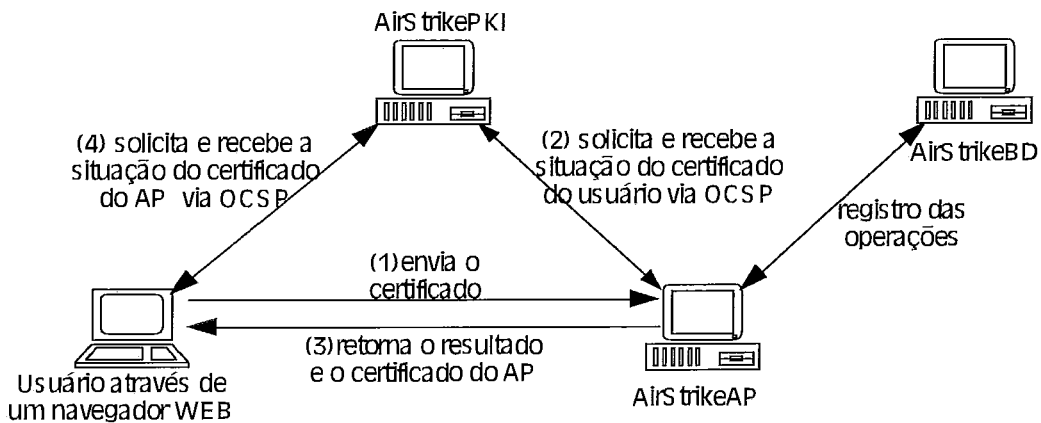 AirStrikePKI
(4) solicita e recebe a
situação do certificado
do AP via OCSP
(2) solicita e recebe a
situação do certificado
do usuário via OCSP
AirStrikeBD
registro das
operações
(1)envia o
certificado
(3)retorna o resultado
e o certificado do AP
Usuário através de
um navegador WEB
AirStrikeAP